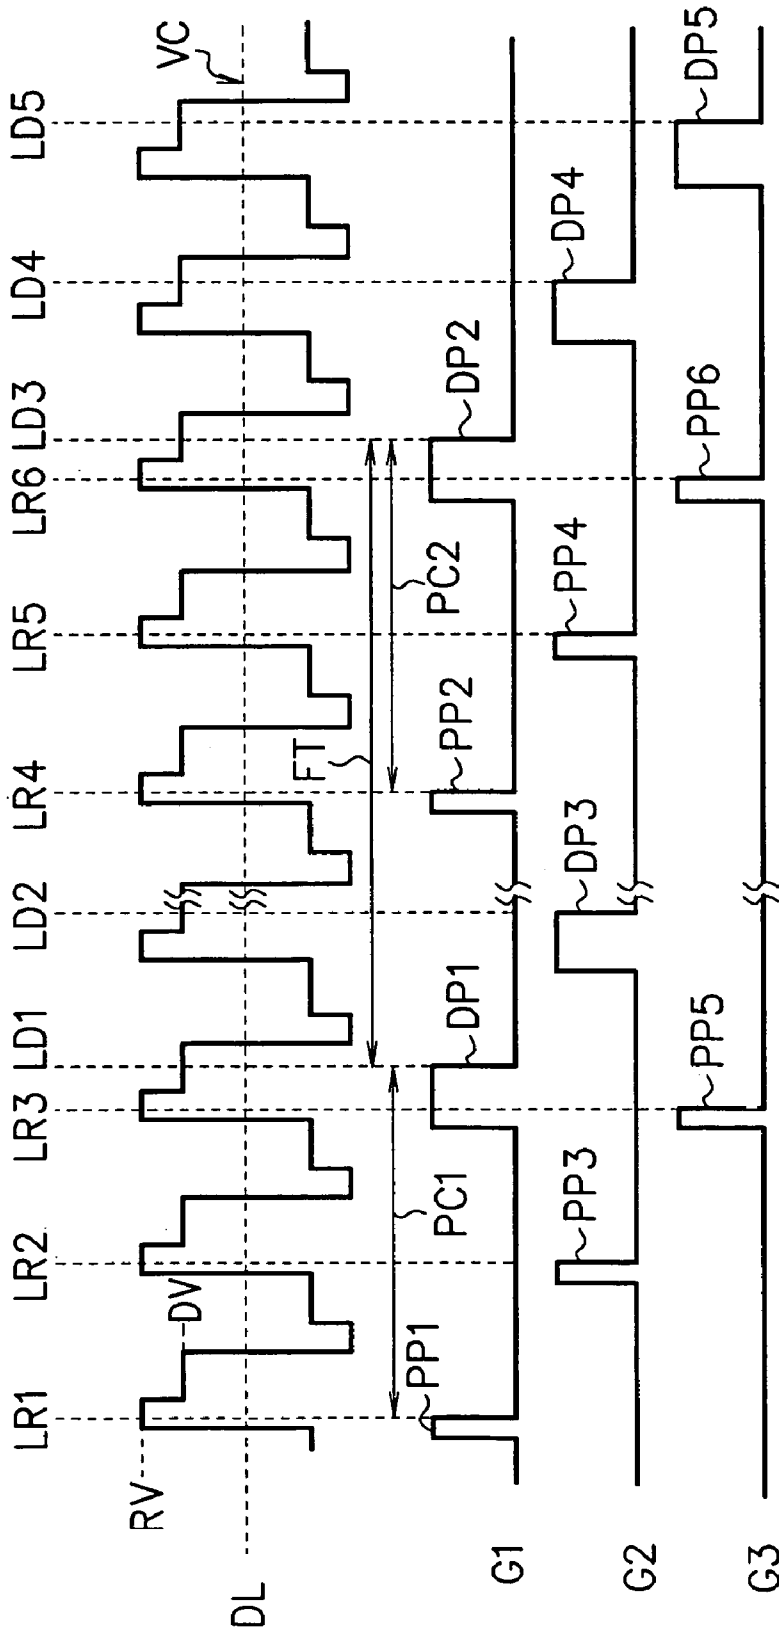 LR1 LR2 LR3 LD1 LD2 LR4 LR5 LR6 LD3 LD4 LD5
RV
DV
VC
DL
FT
PC1 PC2
PP1 DP1 PP2 DP2
G1
PP3 DP3 PP4 DP4
G2
PP5 PP6 DP5
G3